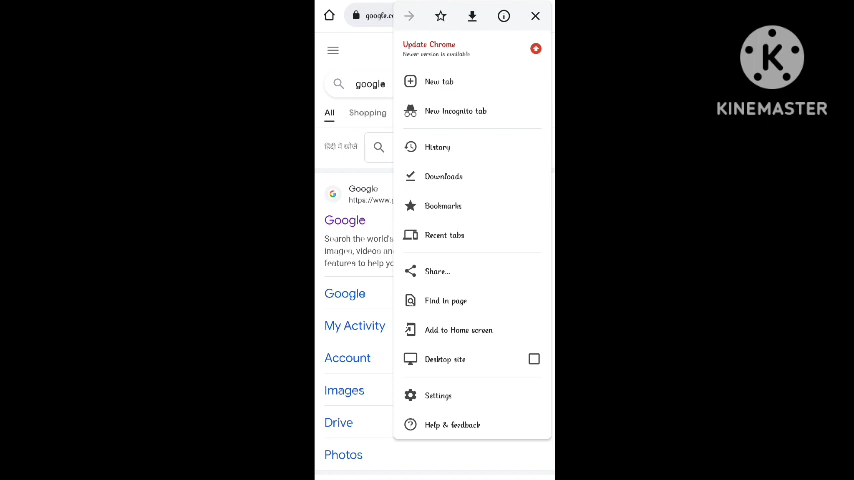 google.c
Update Chrome
Newer version is available
google
New tab
New Incognito tab
All Shopping
हिंदी में खोजें
History
Downloads
Google
https://www.
Bookmarks
Google
Recent tabs
Search the world's
images, videos an
features to help yo
Share...
Google
Find in page
My Activity
Add to Home screen
Account
Desktop site
Images
Settings
Drive
Help & feedback
Photos
K
KINEMASTER